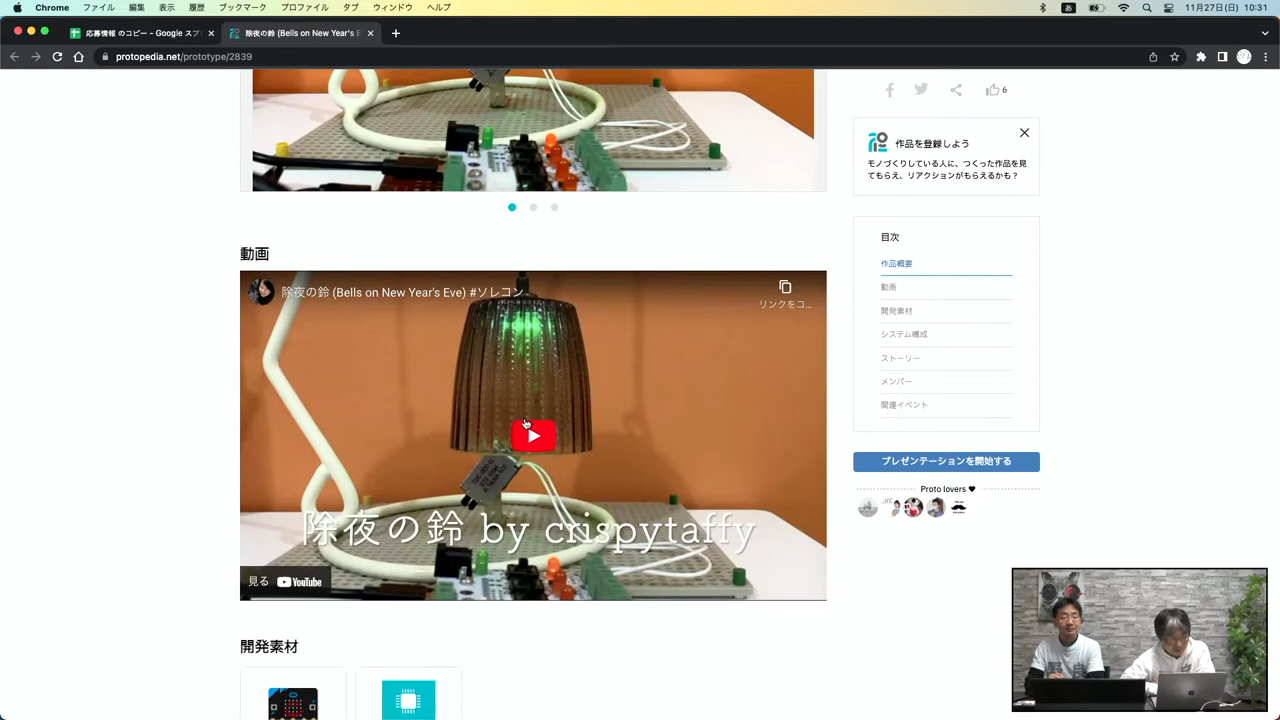 Chrome ファイル 編集 表示 履歴 ブックマーク プロファイル タブ ウィンドウ ヘルプ あ 11月27日(日) 10:31
応募情報 のコピー - Google スプ
除夜の鈴 (Bells on New Year's E
protopedia.net/prototype/2839
6
作品を登録しよう
モノづくりしている人に、つくった作品を見
てもらえ、リアクションがもらえるかも？
目次
作品概要
動画
開発素材
システム構成
ストーリー
メンバー
関連イベント
プレゼンテーションを開始する
Proto lovers
動画
除夜の鈴 (Bells on New Year's Eve) #ソレコン
リンクをコ...
除夜の鈴 by crispytaffy
見る YouTube
開発素材